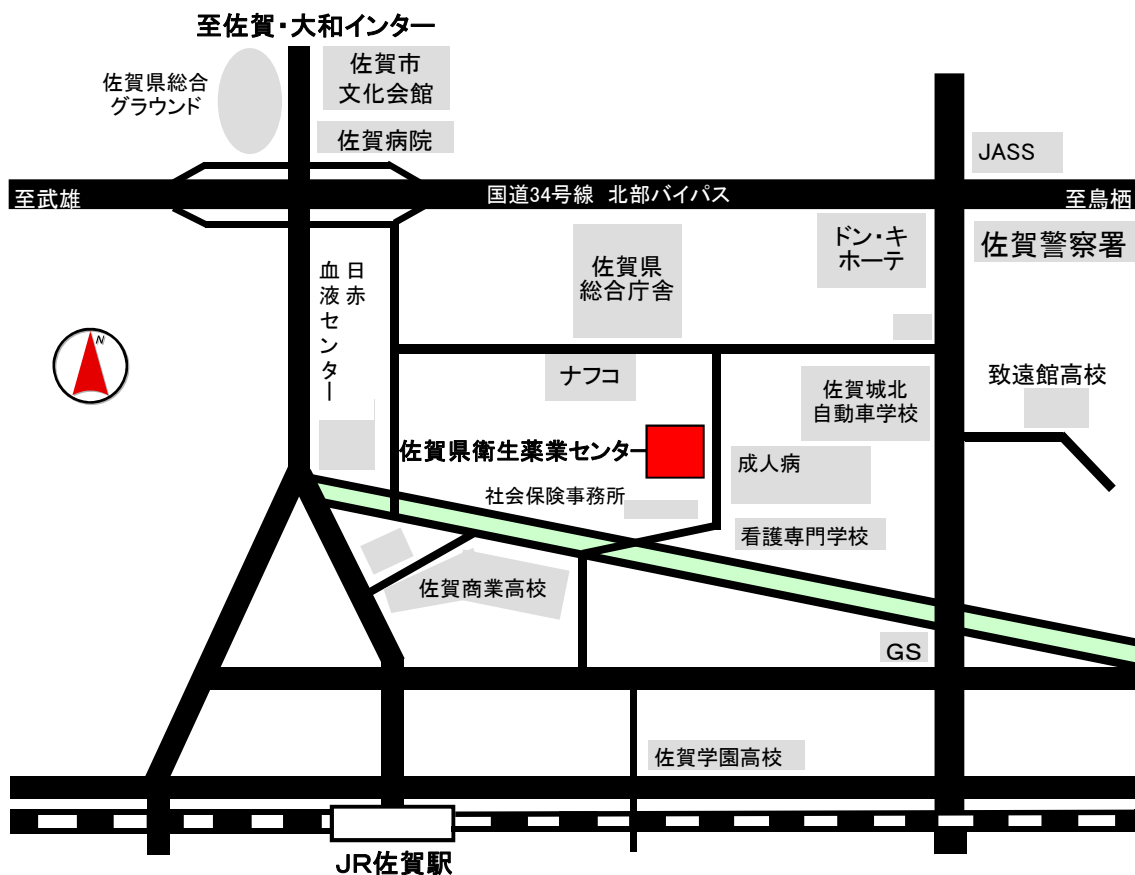 至佐賀・大和インター
佐賀県総合
グラウンド
佐賀市
文化会館
佐賀病院
JASS
至武雄
国道34号線 北部バイパス
至鳥栖
ドン・キ
ホーテ
佐賀警察署
佐賀県
総合庁舎
日赤
血液センター
N
ナフコ
佐賀城北
自動車学校
致遠館高校
佐賀県衛生薬業センター
成人病
社会保険事務所
看護専門学校
佐賀商業高校
GS
佐賀学園高校
JR佐賀駅